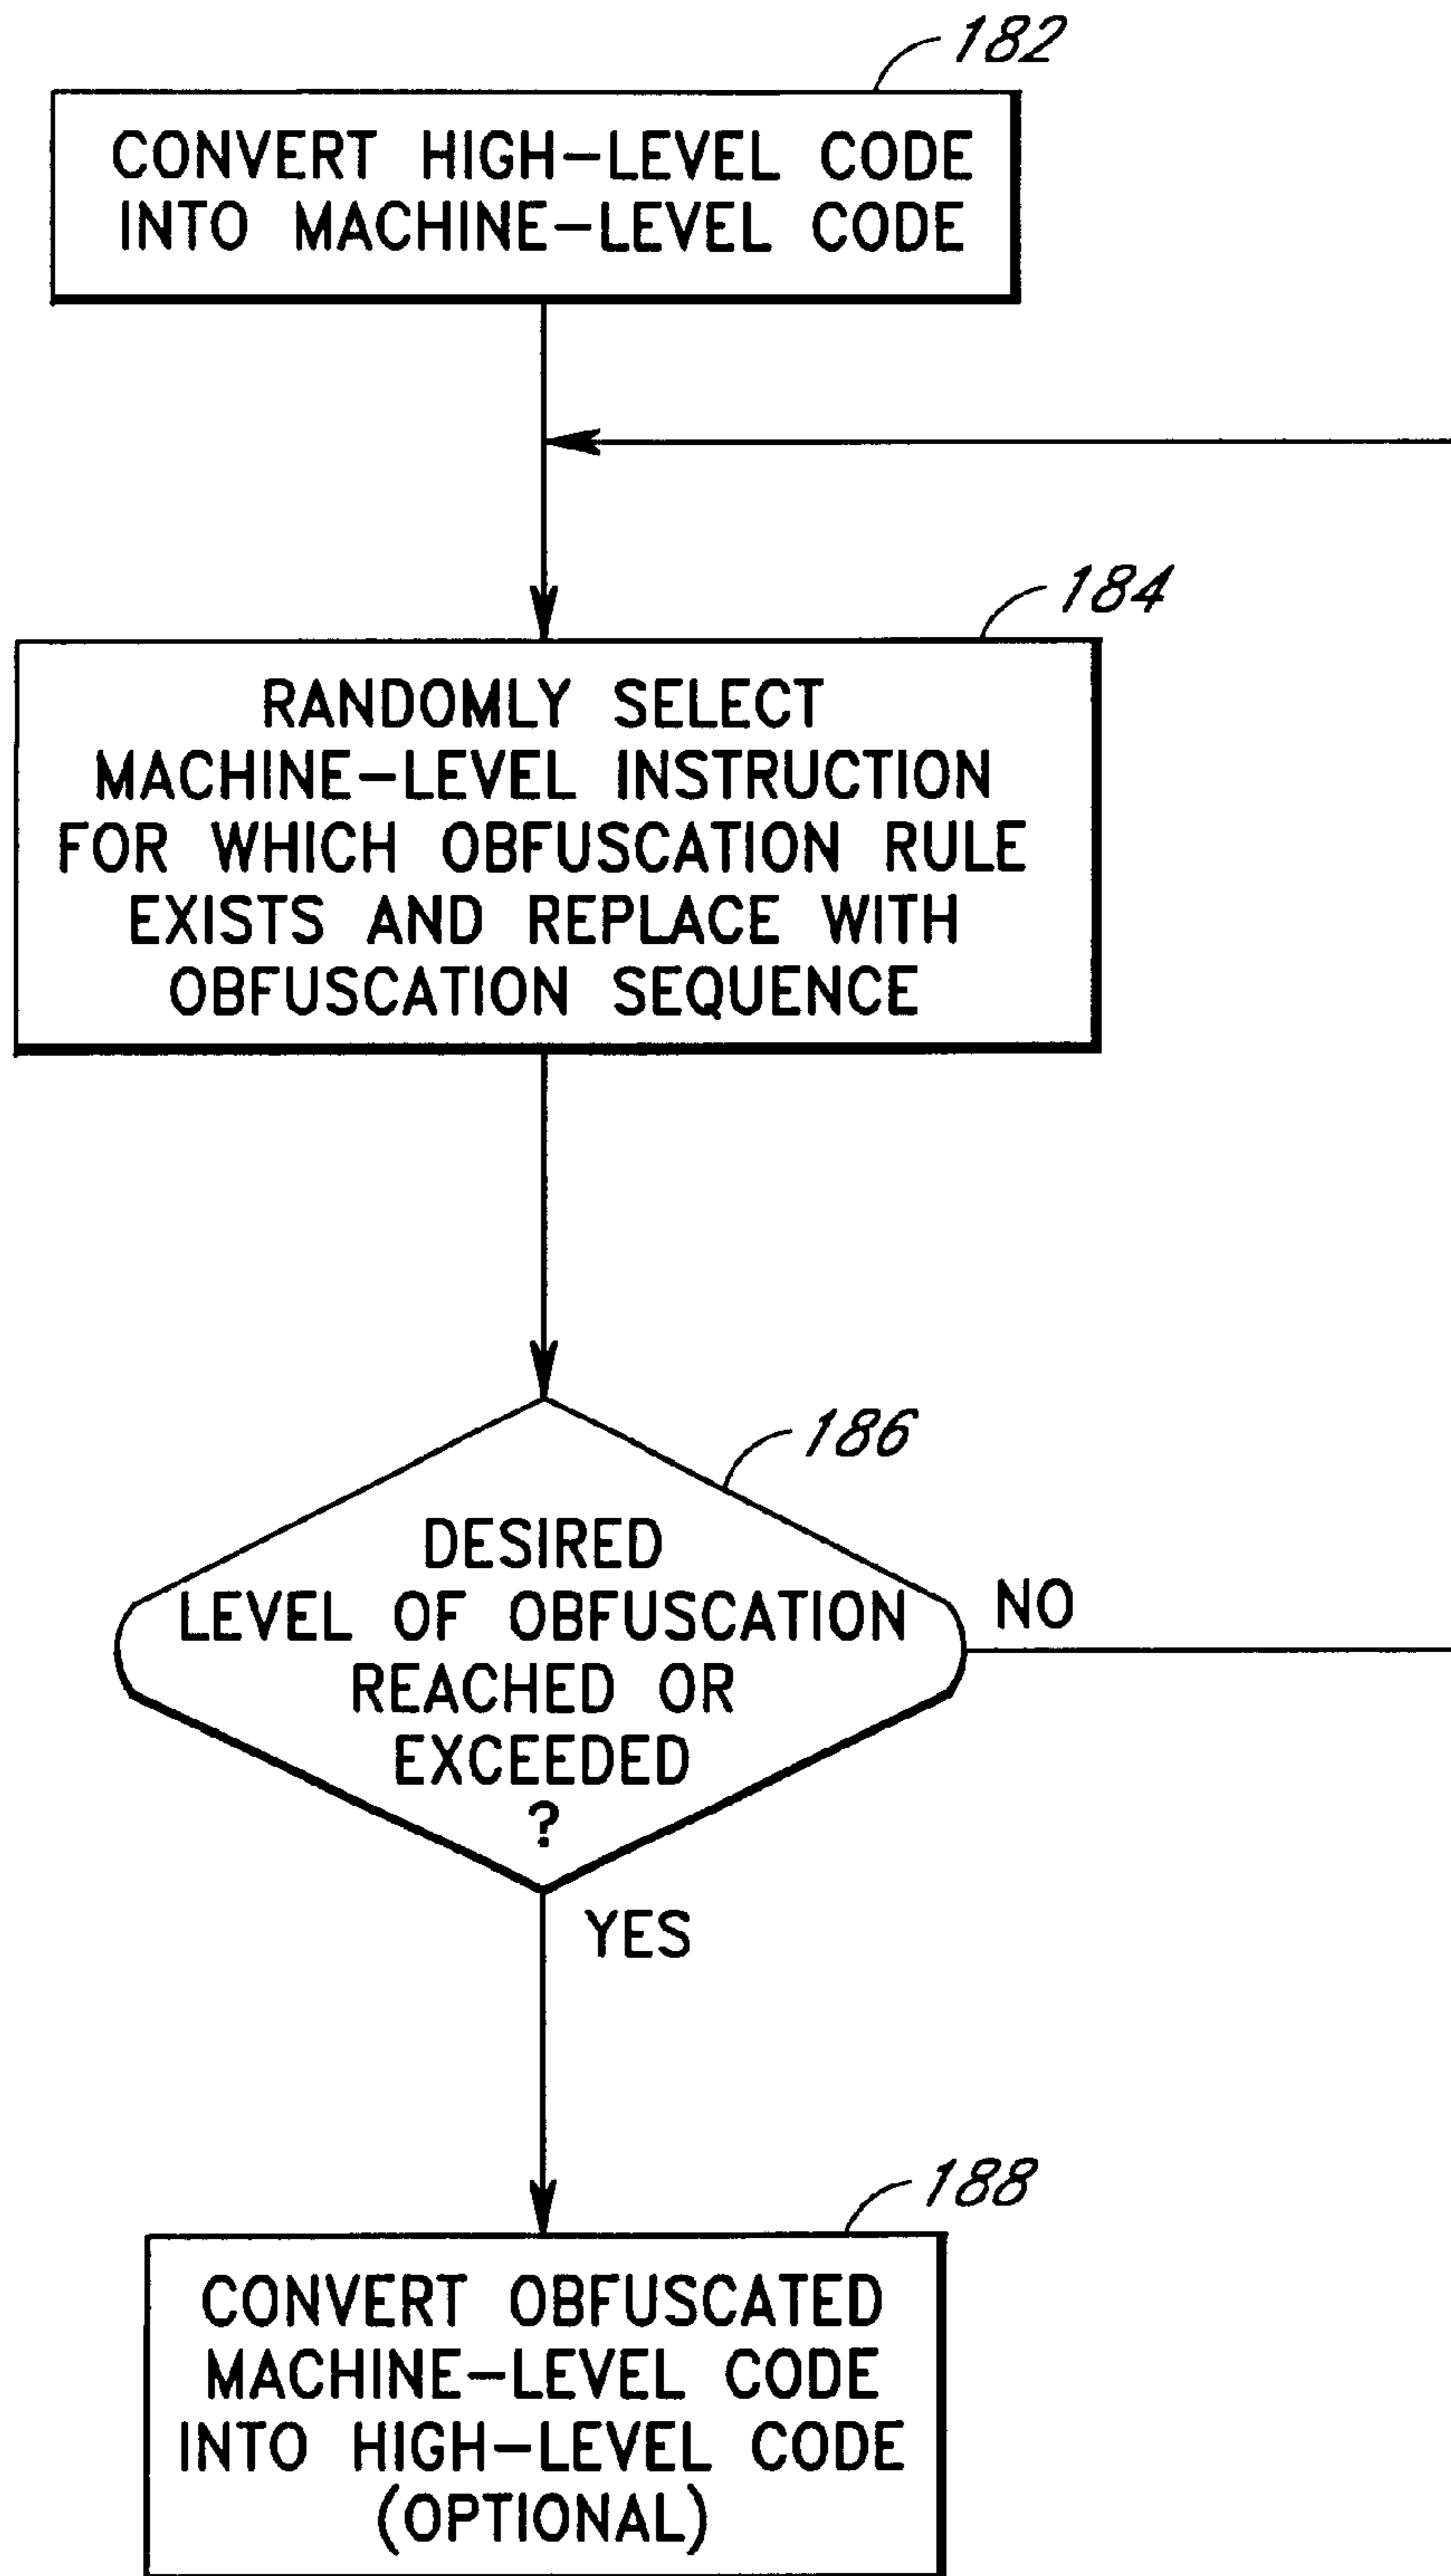 182
CONVERT HIGH-LEVEL CODE
INTO MACHINE-LEVEL CODE
184
RANDOMLY SELECT
MACHINE-LEVEL INSTRUCTION
FOR WHICH OBFUSCATION RULE
EXISTS AND REPLACE WITH
OBFUSCATION SEQUENCE
186
DESIRED
LEVEL OF OBFUSCATION
REACHED OR
EXCEEDED
?
NO
YES
188
CONVERT OBFUSCATED
MACHINE-LEVEL CODE
INTO HIGH-LEVEL CODE
(OPTIONAL)